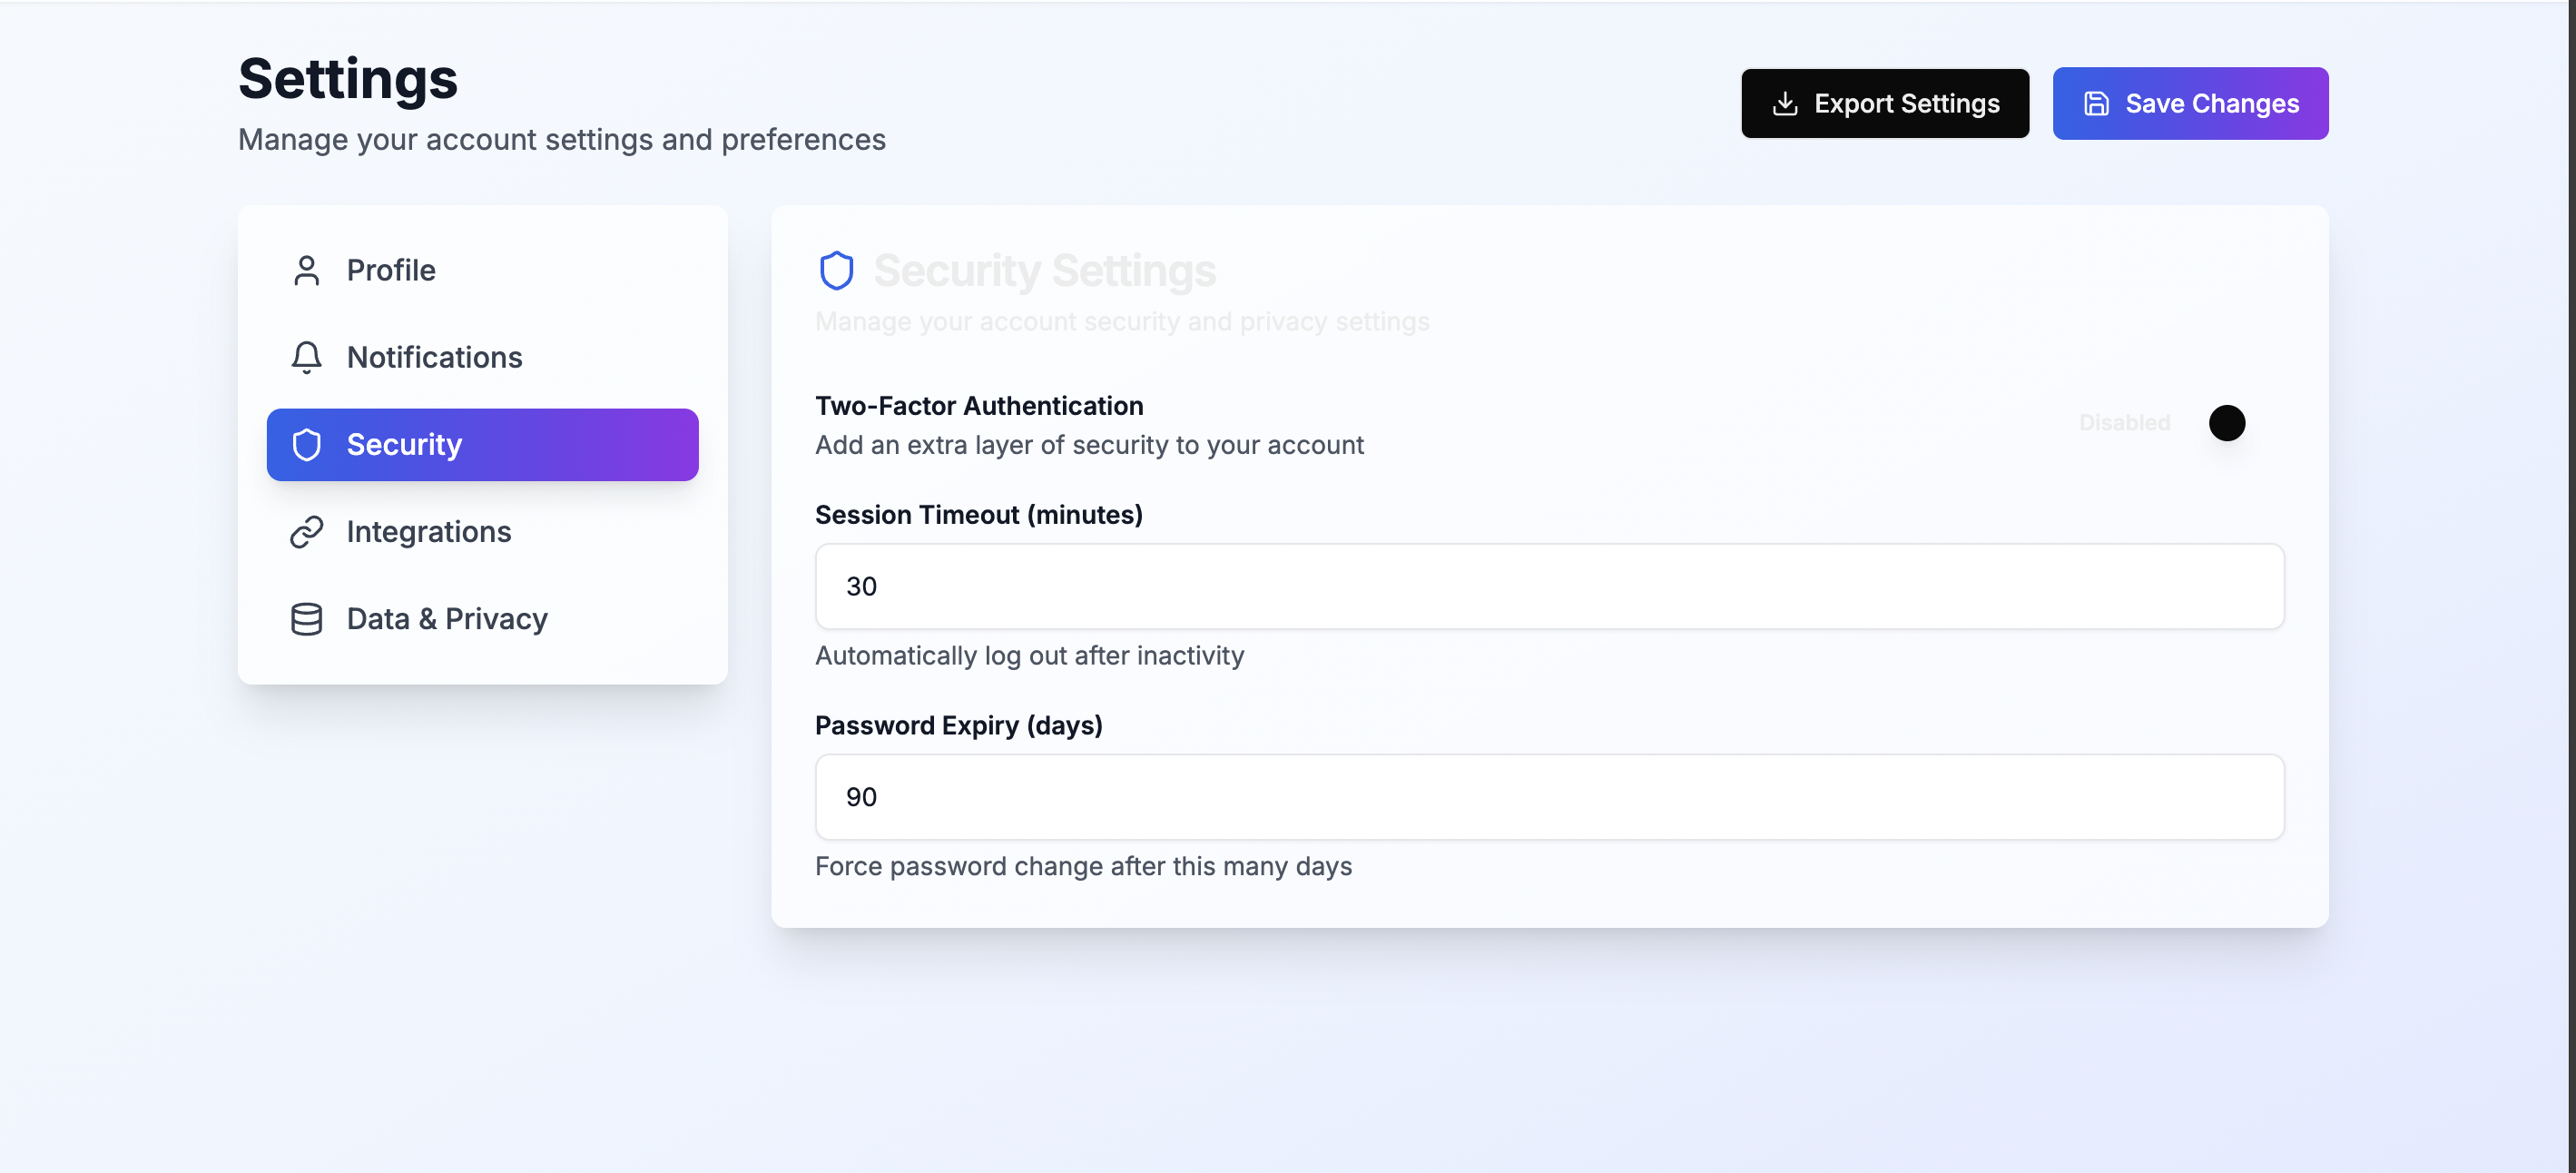 Settings
Manage your account settings and preferences
Export Settings
Save Changes
Profile
Notifications
Security
Integrations
Data & Privacy
Security Settings
Manage your account security and privacy settings
Two-Factor Authentication
Add an extra layer of security to your account
Disabled
Session Timeout (minutes)
30
Automatically log out after inactivity
Password Expiry (days)
90
Force password change after this many days